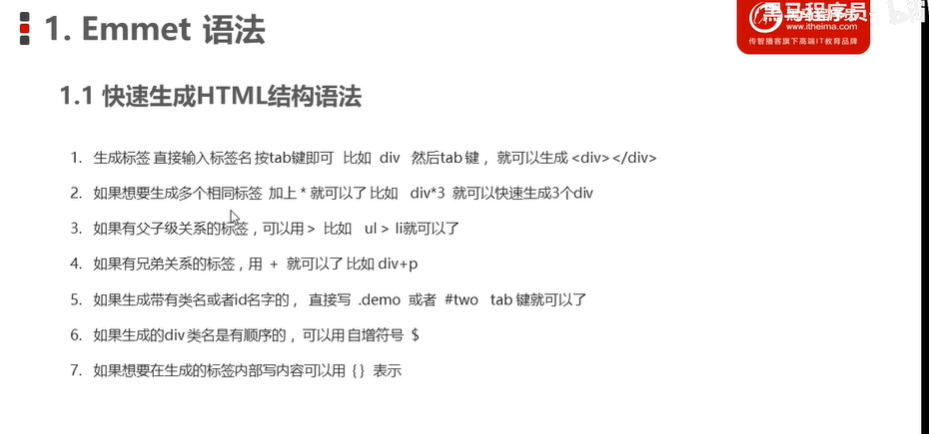 1. Emmet 语法
黑马程序员
www.itheima.com
传智播客旗下高端IT教育品牌
1.1 快速生成HTML结构语法
1. 生成标签 直接输入标签名 按tab键即可 比如 div 然后tab 键， 就可以生成 <div></div>
2. 如果想要生成多个相同标签 加上 * 就可以了 比如 div*3 就可以快速生成3个div
3. 如果有父子级关系的标签，可以用 > 比如 ul > li就可以了
4. 如果有兄弟关系的标签，用 + 就可以了 比如 div+p
5. 如果生成带有类名或者id名字的， 直接写 .demo 或者 #two tab 键就可以了
6. 如果生成的div 类名是有顺序的， 可以用 自增符号 $
7. 如果想要在生成的标签内部写内容可以用 { } 表示